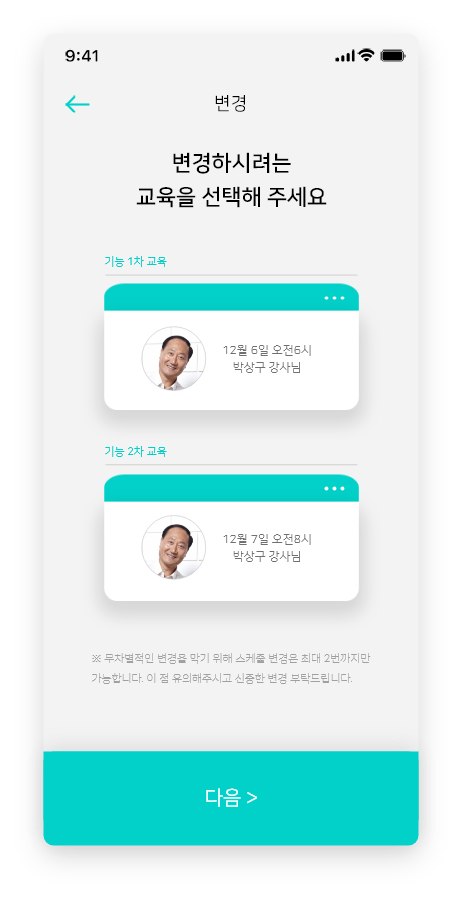 9:41
변경
변경하시려는
교육을 선택해 주세요
기능 1차 교육
12월 6일 오전6시
박상구 강사님
기능 2차 교육
12월 7일 오전8시
박상구 강사님
※ 무차별적인 변경을 막기 위해 스케줄 변경은 최대 2번까지만
가능합니다. 이 점 유의해주시고 신중한 변경 부탁드립니다.
다음 >